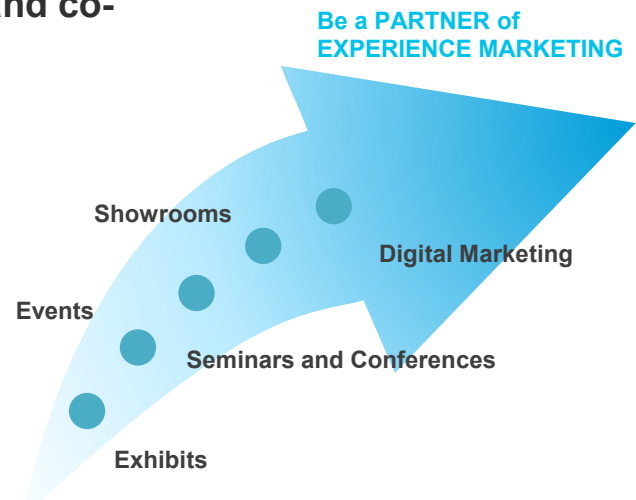 and co-
Be a PARTNER of
EXPERIENCE MARKETING
Showrooms
Digital Marketing
Events
Seminars and Conferences
Exhibits